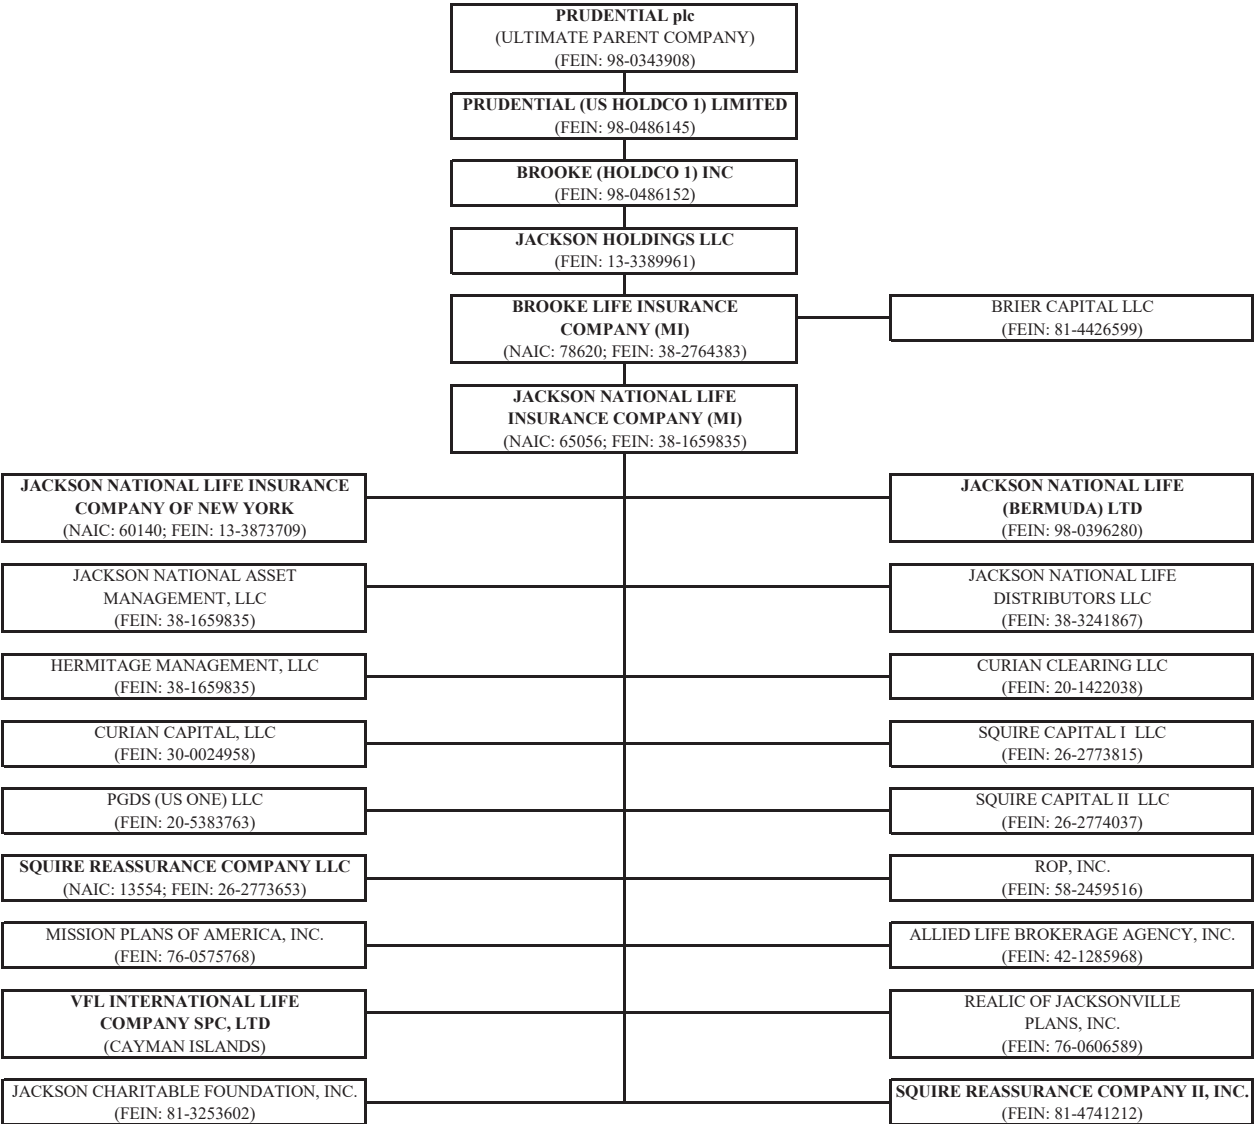 PRUDENTIAL plc
(ULTIMATE PARENT COMPANY)
(FEIN: 98-0343908)
PRUDENTIAL (US HOLDCO 1) LIMITED
(FEIN: 98-0486145)
BROOKE (HOLDCO 1) INC
(FEIN: 98-0486152)
JACKSON HOLDINGS LLC
(FEIN: 13-3389961)
BROOKE LIFE INSURANCE
COMPANY (MI)
(NAIC: 78620; FEIN: 38-2764383)
BRIER CAPITAL LLC
(FEIN: 81-4426599)
JACKSON NATIONAL LIFE
INSURANCE COMPANY (MI)
(NAIC: 65056; FEIN: 38-1659835)
JACKSON NATIONAL LIFE INSURANCE
COMPANY OF NEW YORK
(NAIC: 60140; FEIN: 13-3873709)
JACKSON NATIONAL LIFE
(BERMUDA) LTD
(FEIN: 98-0396280)
JACKSON NATIONAL ASSET
MANAGEMENT, LLC
(FEIN: 38-1659835)
JACKSON NATIONAL LIFE
DISTRIBUTORS LLC
(FEIN: 38-3241867)
HERMITAGE MANAGEMENT, LLC
(FEIN: 38-1659835)
CURIAN CLEARING LLC
(FEIN: 20-1422038)
CURIAN CAPITAL, LLC
(FEIN: 30-0024958)
SQUIRE CAPITAL I LLC
(FEIN: 26-2773815)
PGDS (US ONE) LLC
(FEIN: 20-5383763)
SQUIRE CAPITAL II LLC
(FEIN: 26-2774037)
SQUIRE REASSURANCE COMPANY LLC
(NAIC: 13554; FEIN: 26-2773653)
ROP, INC.
(FEIN: 58-2459516)
MISSION PLANS OF AMERICA, INC.
(FEIN: 76-0575768)
ALLIED LIFE BROKERAGE AGENCY, INC.
(FEIN: 42-1285968)
VFL INTERNATIONAL LIFE
COMPANY SPC, LTD
(CAYMAN ISLANDS)
REALIC OF JACKSONVILLE
PLANS, INC.
(FEIN: 76-0606589)
JACKSON CHARITABLE FOUNDATION, INC.
(FEIN: 81-3253602)
SQUIRE REASSURANCE COMPANY II, INC.
(FEIN: 81-4741212)